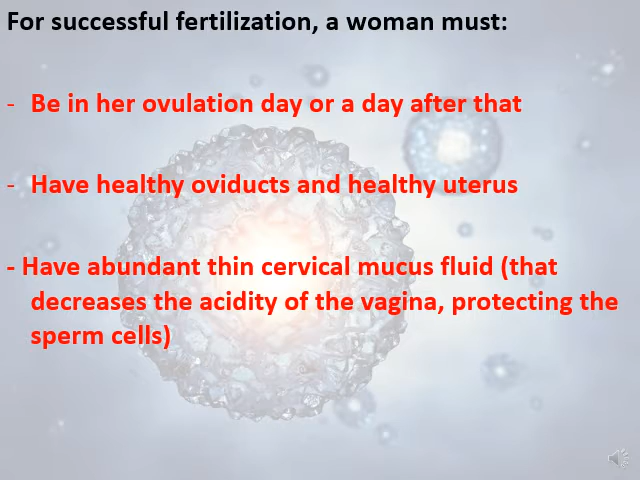 For successful fertilization, a woman must:
- Be in her ovulation day or a day after that
- Have healthy oviducts and healthy uterus
- Have abundant thin cervical mucus fluid (that
decreases the acidity of the vagina, protecting the
sperm cells)